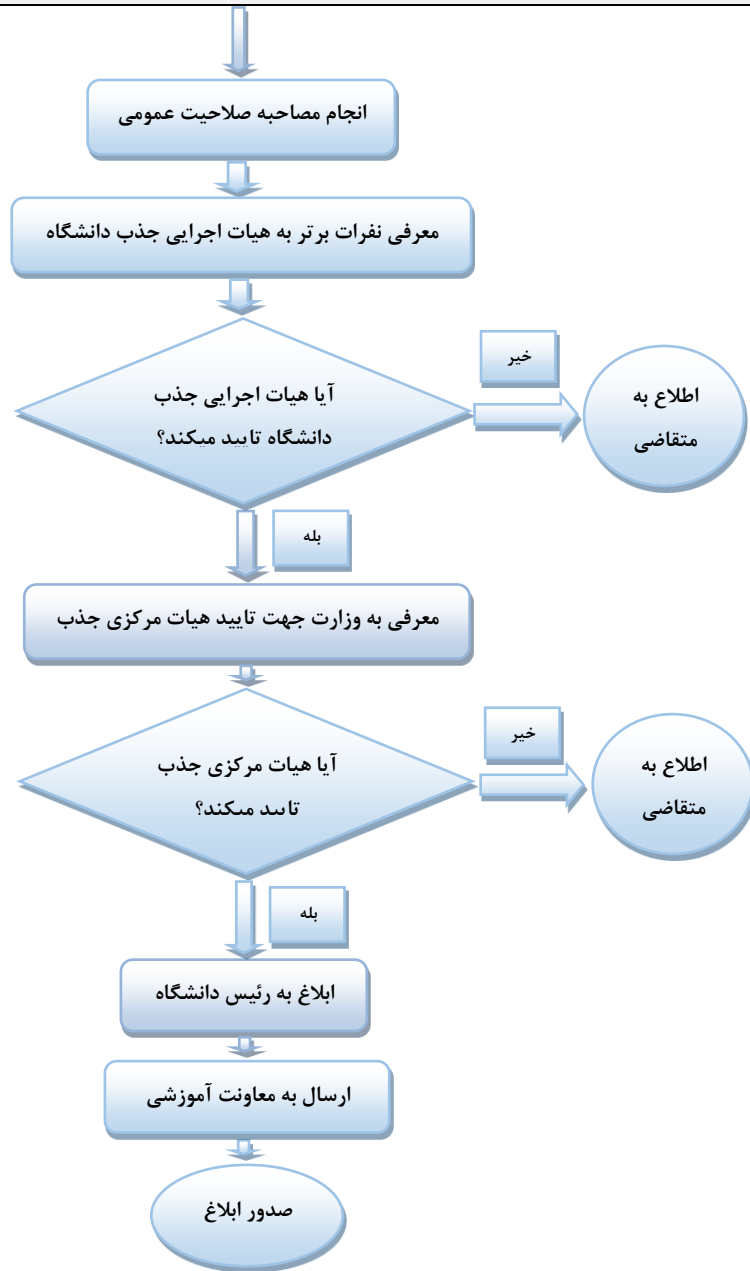 انجام مصاحبه صلاحیت عمومی
معرفی نفرات برتر به هیات اجرایی جذب دانشگاه
آیا هیات اجرایی جذب
دانشگاه تایید میکند؟
خیر
اطلاع به
متقاضی
بله
معرفی به وزارت جهت تایید هیات مرکزی جذب
آیا هیات مرکزی جذب
تایید میکند؟
خیر
اطلاع به
متقاضی
بله
ابلاغ به رئیس دانشگاه
ارسال به معاونت آموزشی
صدور ابلاغ